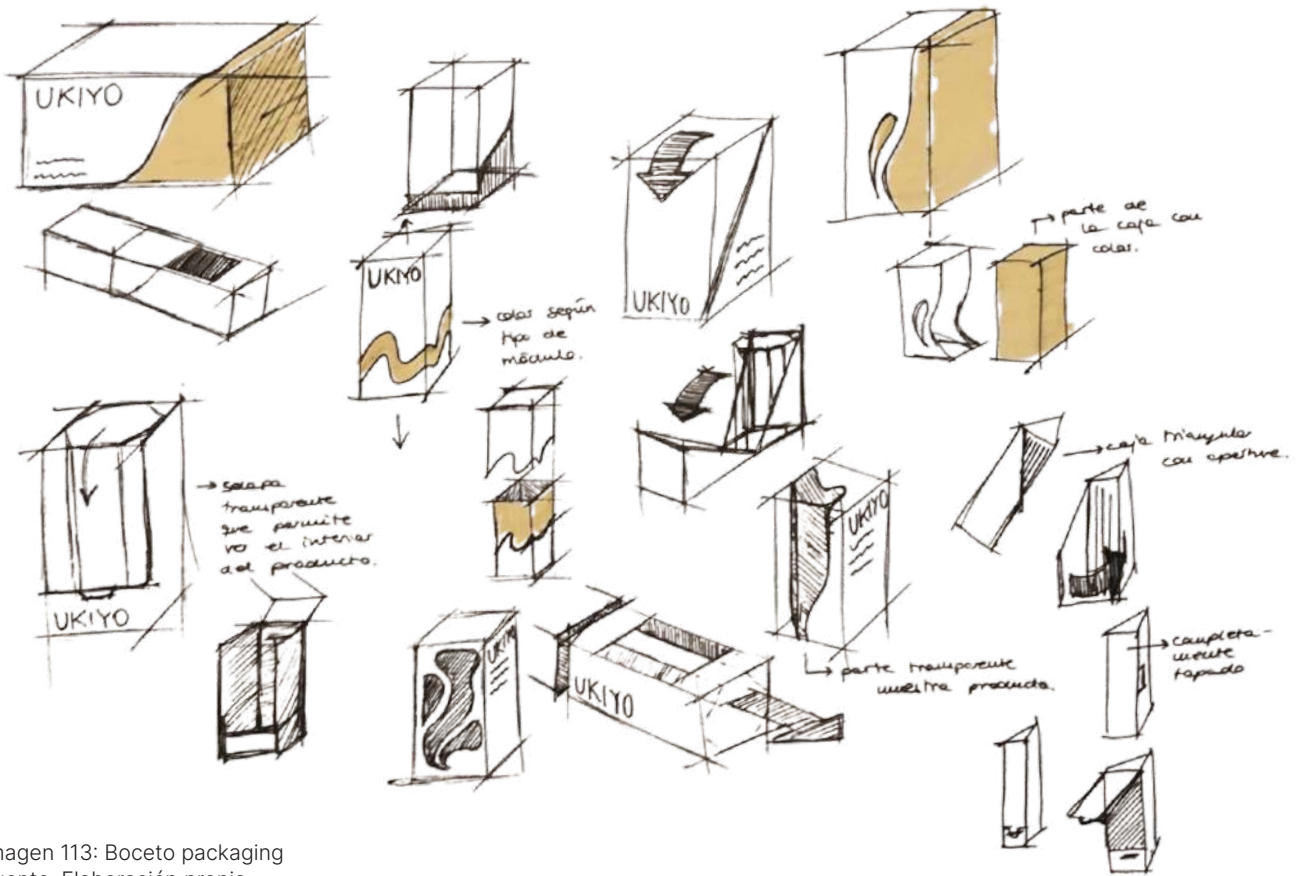 UKIYO
UKIYO
color según
tipo de
módulo.
UKIYO
parte de
la caja con
color.
solapa
transparente
que permite
ver el interior
del producto.
UKIYO
UKIYO
UKIYO
UKIYO
parte transparente
muestra producto.
caja triangular
con apertura.
completa-
mente
tapado
magen 113: Boceto packaging